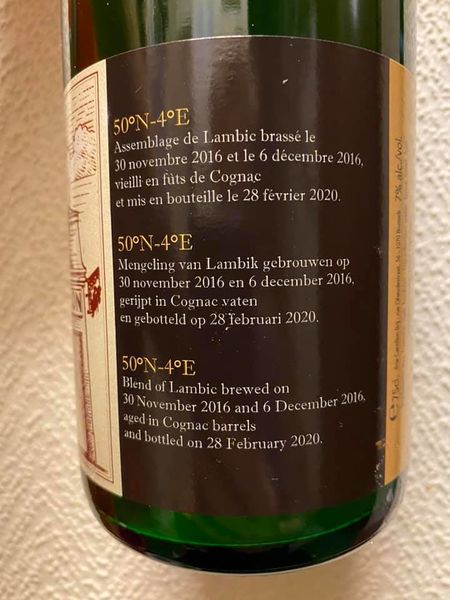 50°N-4°E
Assemblage de Lambic brassé le
30 novembre 2016 et le 6 décembre 2016,
vieilli en fûts de Cognac
et mis en bouteille le 28 février 2020.
50°N-4°E
Mengeling van Lambik gebrouwen op
30 november 2016 en 6 december 2016,
gerijpt in Cognac vaten
en gebotteld op 28 februari 2020.
50°N-4°E
Blend of Lambic brewed on
30 November 2016 and 6 December 2016,
aged in Cognac barrels
and bottled on 28 February 2020.
℮ 75cl
7% alc./vol.